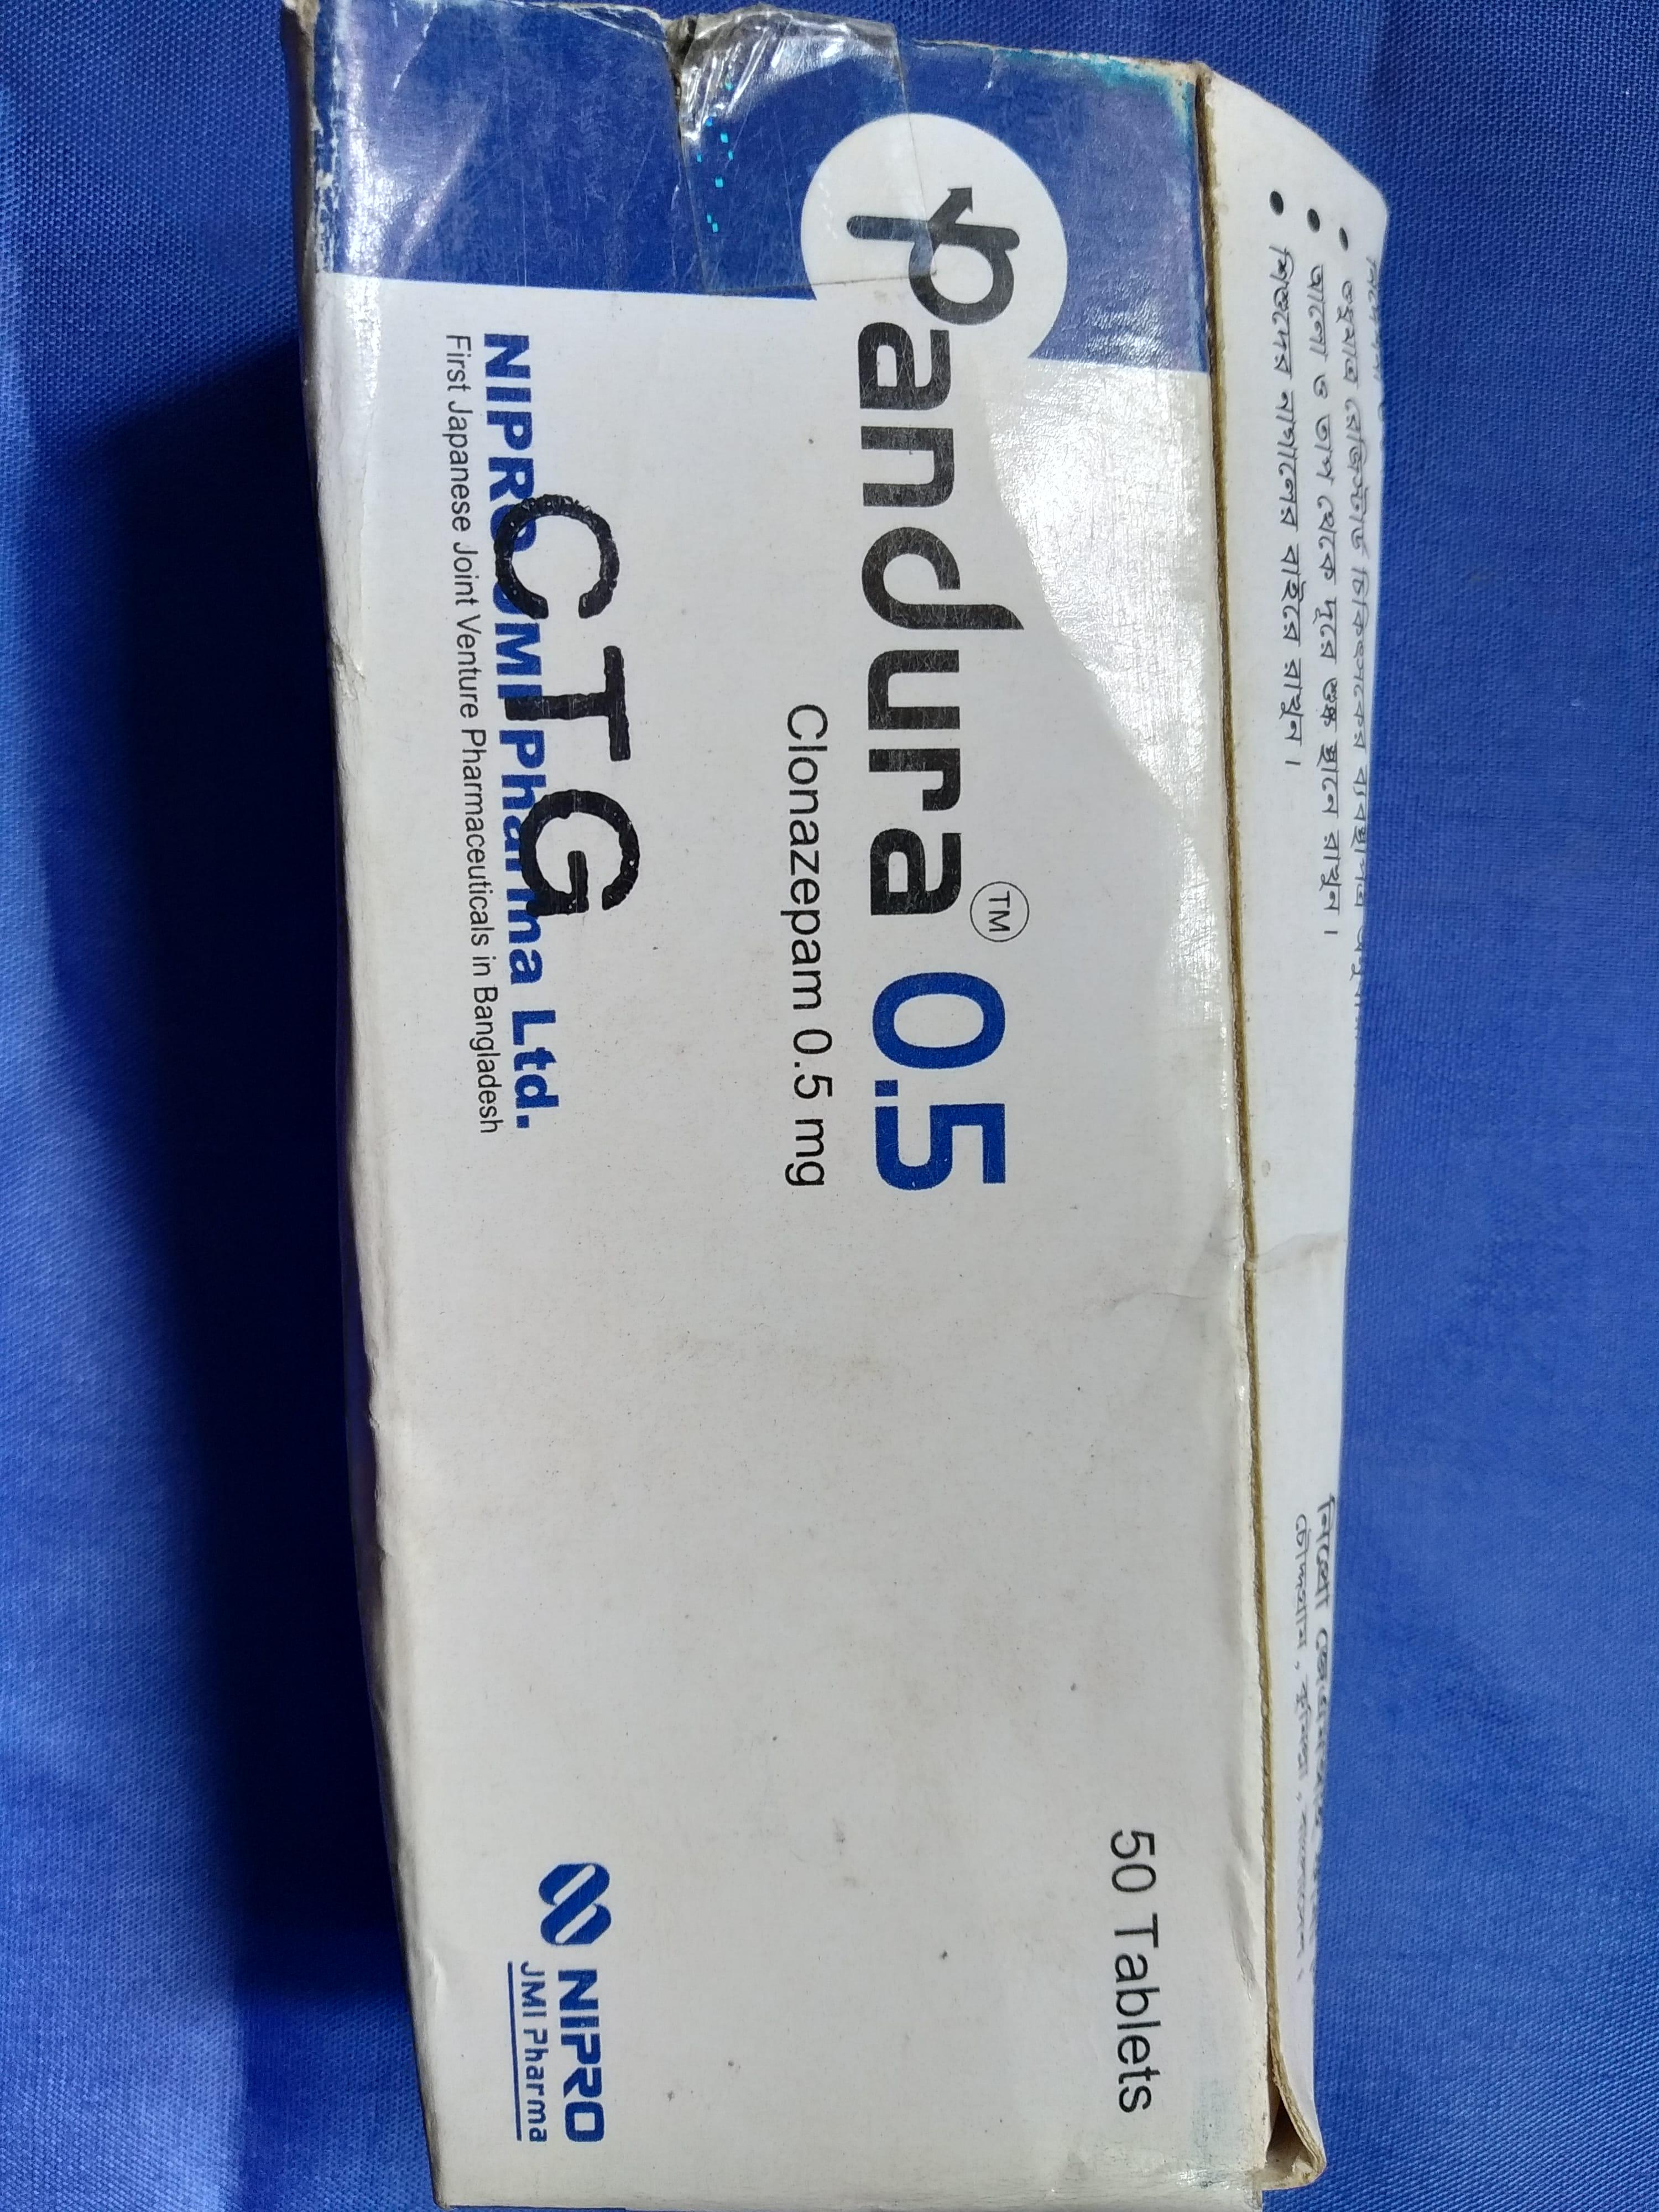 • শুধুমাত্র রেজিস্টার্ড চিকিৎসকের ব্যবস্থাপত্র
• আলো ও তাপ থেকে দূরে শুষ্ক স্থানে রাখুন।
• শিশুদের নাগালের বাইরে রাখুন।
নিপ্রো
চৌদ্দগ্রাম, কুমিল্লা, বাংলাদেশ।
50 Tablets
Pandura TM 0.5
Clonazepam 0.5 mg
CTG
NIPRO JMI Pharma Ltd.
First Japanese Joint Venture Pharmaceuticals in Bangladesh
NIPRO
JMI Pharma